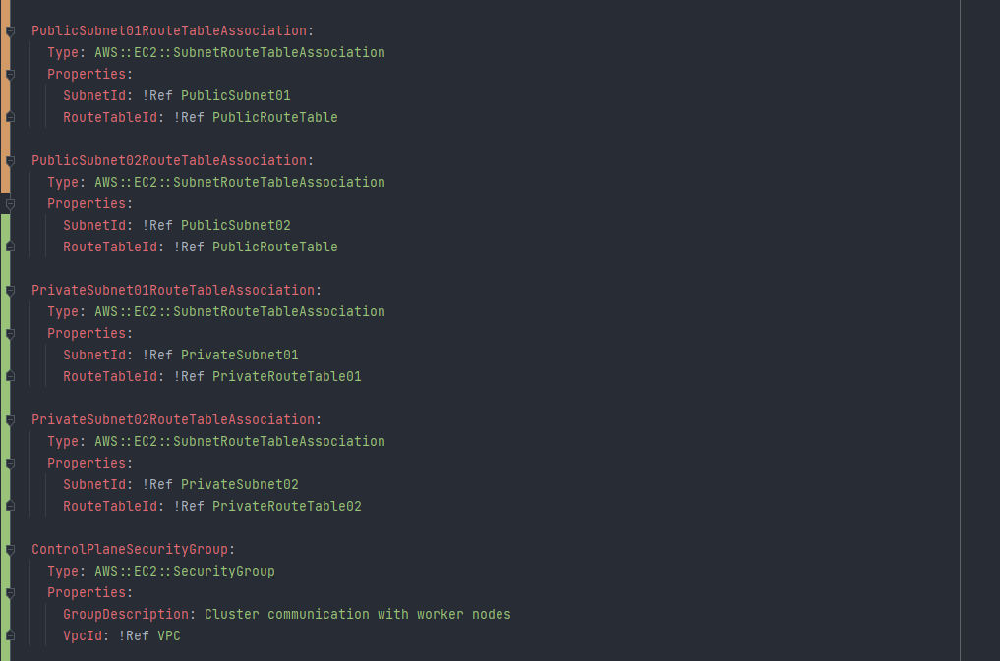 PublicSubnet01RouteTableAssociation:
  Type: AWS::EC2::SubnetRouteTableAssociation
  Properties:
    SubnetId: !Ref PublicSubnet01
    RouteTableId: !Ref PublicRouteTable

PublicSubnet02RouteTableAssociation:
  Type: AWS::EC2::SubnetRouteTableAssociation
  Properties:
    SubnetId: !Ref PublicSubnet02
    RouteTableId: !Ref PublicRouteTable

PrivateSubnet01RouteTableAssociation:
  Type: AWS::EC2::SubnetRouteTableAssociation
  Properties:
    SubnetId: !Ref PrivateSubnet01
    RouteTableId: !Ref PrivateRouteTable01

PrivateSubnet02RouteTableAssociation:
  Type: AWS::EC2::SubnetRouteTableAssociation
  Properties:
    SubnetId: !Ref PrivateSubnet02
    RouteTableId: !Ref PrivateRouteTable02

ControlPlaneSecurityGroup:
  Type: AWS::EC2::SecurityGroup
  Properties:
    GroupDescription: Cluster communication with worker nodes
    VpcId: !Ref VPC